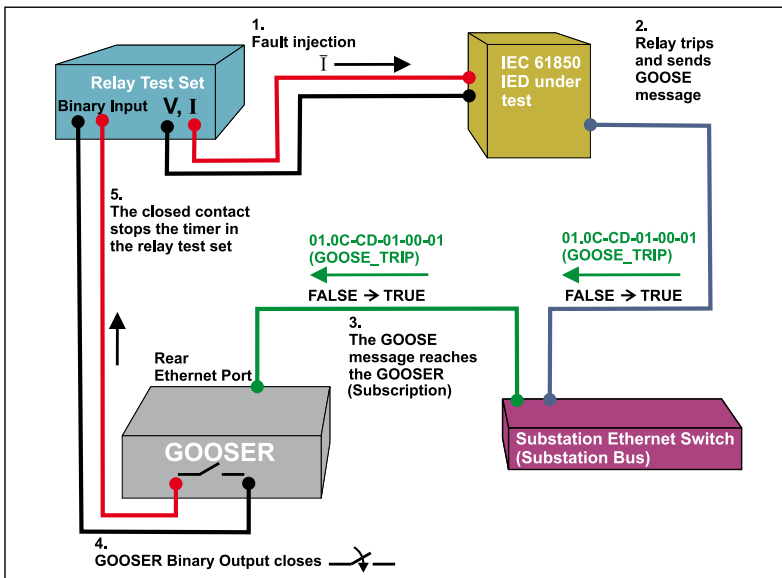 1.
Fault injection
I
Relay Test Set
Binary Input
V, I
IEC 61850
IED under
test
2.
Relay trips
and sends
GOOSE
message
5.
The closed contact
stops the timer in
the relay test set
01.0C-CD-01-00-01
(GOOSE_TRIP)
FALSE → TRUE
01.0C-CD-01-00-01
(GOOSE_TRIP)
FALSE → TRUE
3.
The GOOSE
message reaches
the GOOSER
(Subscription)
Rear
Ethernet Port
GOOSER
Substation Ethernet Switch
(Substation Bus)
4.
GOOSER Binary Output closes